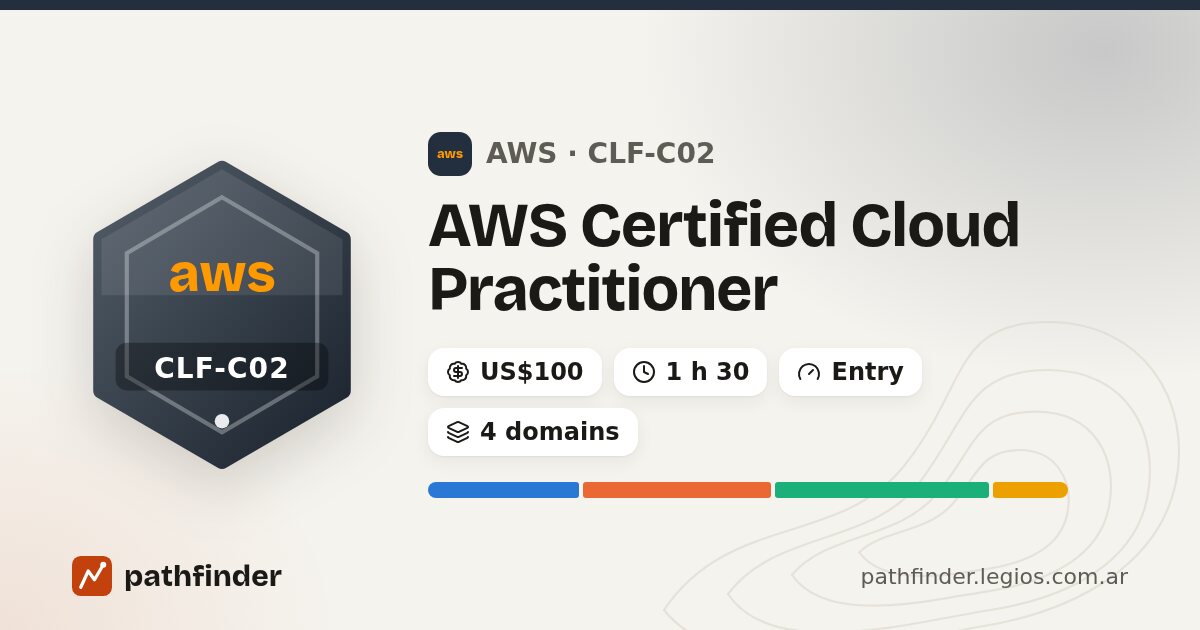 aws
CLF-C02
aws
AWS · CLF-C02
AWS Certified Cloud
Practitioner
US$100
1 h 30
Entry
4 domains
pathfinder
pathfinder.legios.com.ar